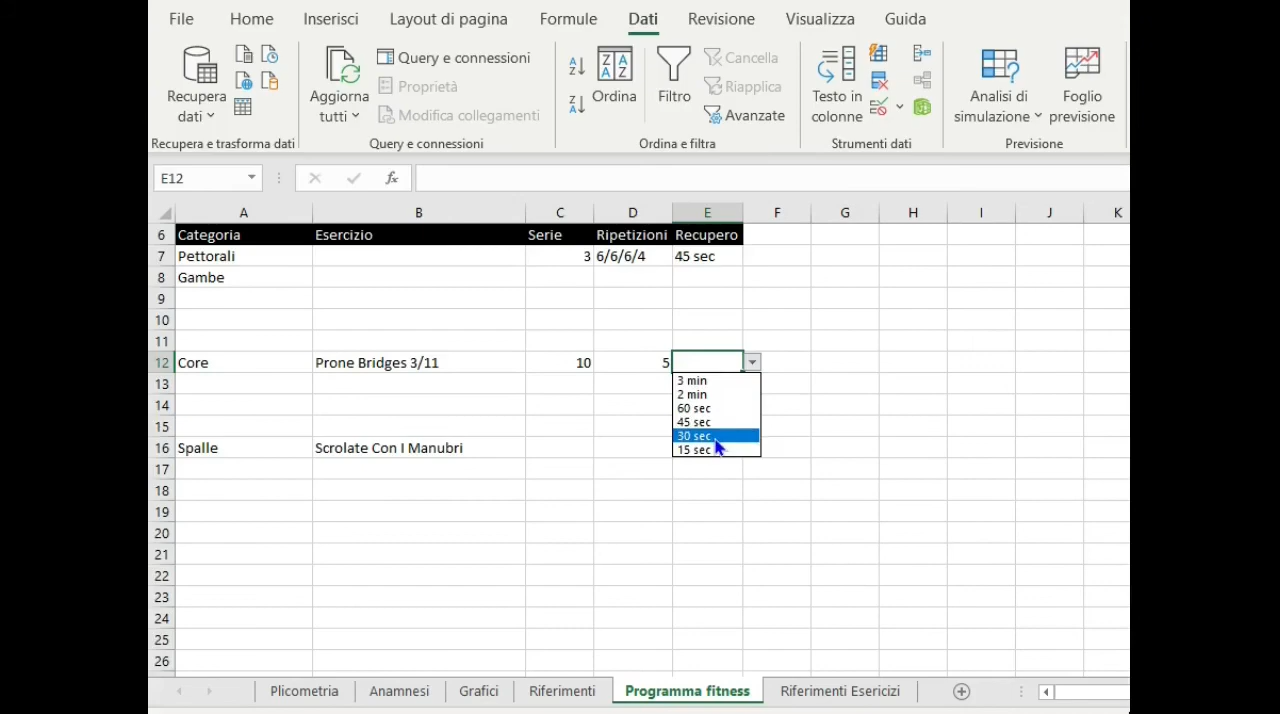 File Home Inserisci Layout di pagina Formule Dati Revisione Visualizza Guida
Recupera dati
Aggiorna tutti
Query e connessioni
Proprietà
Modifica collegamenti
Ordina
Filtro
Cancella
Riapplica
Avanzate
Testo in colonne
Analisi di simulazione
Foglio previsione
Recupera e trasforma dati Query e connessioni Ordina e filtra Strumenti dati Previsione
E12 fx
A B C D E F G H I J K
6 Categoria Esercizio Serie Ripetizioni Recupero
7 Pettorali 3 6/6/6/4 45 sec
8 Gambe
9
10
11
12 Core Prone Bridges 3/11 10 5
3 min
2 min
60 sec
45 sec
30 sec
15 sec
13
14
15
16 Spalle Scrolate Con I Manubri
17
18
19
20
21
22
23
24
25
26
Plicometria Anamnesi Grafici Riferimenti Programma fitness Riferimenti Esericizi